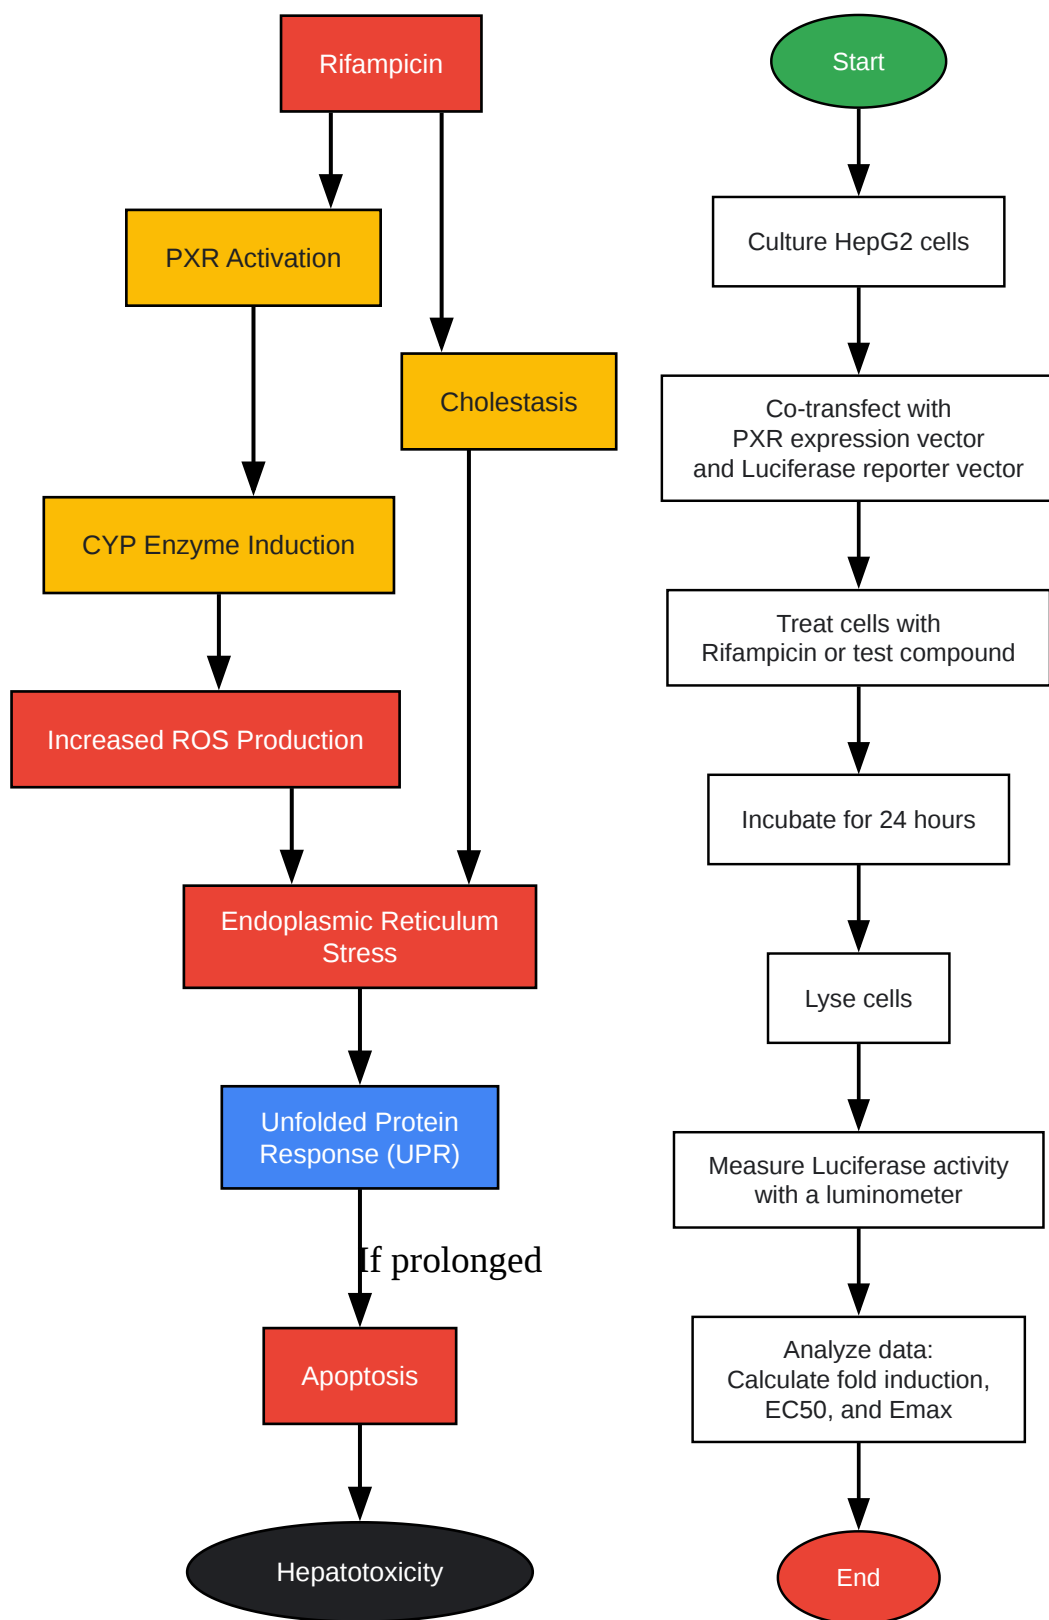 Rifampicin
PXR Activation
Cholestasis
CYP Enzyme Induction
Increased ROS Production
Endoplasmic Reticulum
Stress
Unfolded Protein
Response (UPR)
If prolonged
Apoptosis
Hepatotoxicity
Start
Culture HepG2 cells
Co-transfect with
PXR expression vector
and Luciferase reporter vector
Treat cells with
Rifampicin or test compound
Incubate for 24 hours
Lyse cells
Measure Luciferase activity
with a luminometer
Analyze data:
Calculate fold induction,
EC50, and Emax
End